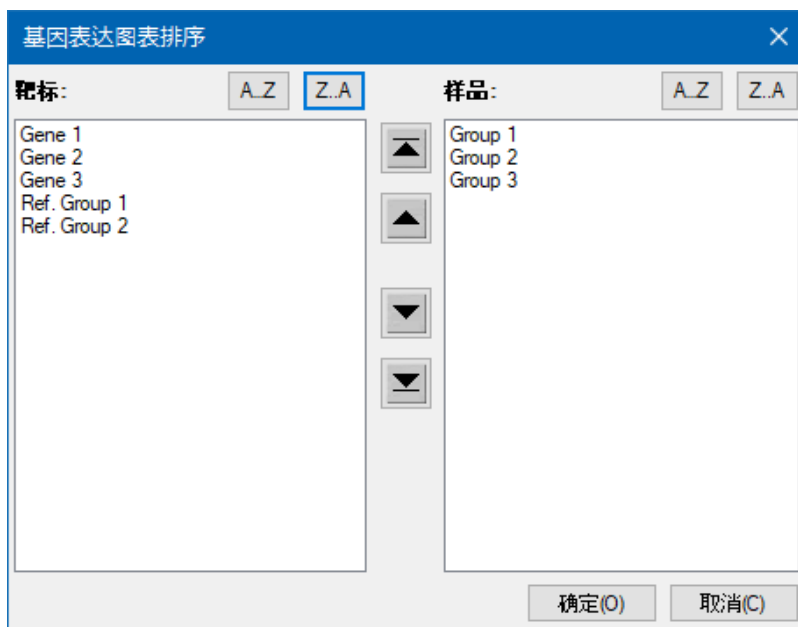 基因表达图表排序
靶标: A..Z Z..A 样品: A..Z Z..A
Gene 1
Gene 2
Gene 3
Ref. Group 1
Ref. Group 2
Group 1
Group 2
Group 3
确定(O) 取消(C)